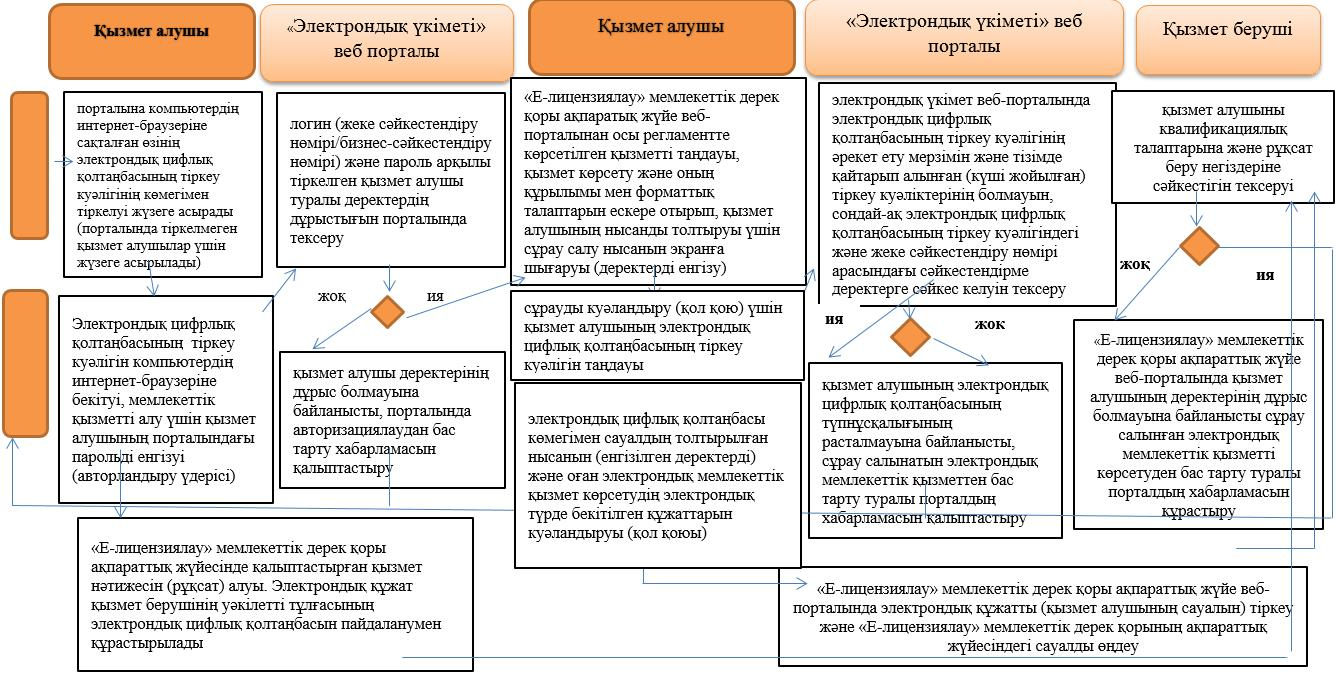 Қызмет алушы
«Электрондық үкіметі»
веб порталы
Қызмет алушы
«Электрондық үкіметі» веб
порталы
Қызмет беруші
порталына компьютердің
интернет-браузеріне
сақталған өзінің
электрондық цифлық
қолтаңбасының тіркеу
куәлігінің көмегімен
тіркелуі жүзеге асырады
(порталында тіркелмеген
қызмет алушылар үшін
жүзеге асырылады)
Электрондық цифрлық
қолтаңбасының тіркеу
куәлігін компьютердің
интернет-браузеріне
бекітуі, мемлекеттік
қызметті алу үшін қызмет
алушының порталындағы
парольді енгізуі
(авторландыру үдерісі)
логин (жеке сәйкестендіру
нөмірі/бизнес-сәйкестендіру
нөмірі) және пароль арқылы
тіркелген қызмет алушы
туралы деректердің
дұрыстығын порталында
тексеру
жоқ
ия
қызмет алушы деректерінің
дұрыс болмауына
байланысты, порталында
авторизациялаудан бас
тарту хабарламасын
қалыптастыру
«Е-лицензиялау» мемлекеттік дерек
қоры ақпаратық жүйе веб-
порталынан осы регламентте
көрсетілген қызметті таңдауы,
қызмет көрсету және оның
құрылымы мен форматтық
талаптарын ескере отырып, қызмет
алушының нысанды толтыруы үшін
сұрау салу нысанын экранға
шығаруы (деректерді енгізу)
сұрауды куәландыру (қол қою) үшін
қызмет алушының электрондық
цифлық қолтаңбасының тіркеу
куәлігін таңдауы
электрондық цифлық қолтаңбасы
көмегімен сауалдың толтырылған
нысанын (енгізілген деректерді)
және оған электрондық мемлекеттік
қызмет көрсетудің электрондық
түрде бекітілген құжаттарын
куәландыруы (қол қоюы)
электрондық үкімет веб-порталында
электрондық цифрлық
қолтаңбасының тіркеу куәлігінің
әрекет ету мерзімін және тізімде
қайтарып алынған (күші жойылған)
тіркеу куәліктерінің болмауын,
сондай-ақ электрондық цифрлық
қолтаңбасының тіркеу куәлігіндегі
және жеке сәйкестендіру нөмірі
арасындағы сәйкестендірме
деректерге сәйкес келуін тексеру
ия
жок
қызмет алушының электрондық
цифрлық қолтаңбасының
түпнұсқалығының
расталмауына байланысты,
сұрау салынатын электрондық
мемлекеттік қызметтен бас
тарту туралы порталдың
хабарламасын қалыптастыру
қызмет алушыны
квалификациялық
талаптарына және рұқсат
беру негіздеріне
сәйкестігін тексеруі
жоқ
ия
«Е-лицензиялау» мемлекеттік
дерек қоры ақпараттық жүйе
веб-порталында қызмет
алушының деректерінің дұрыс
болмауына байланысты сұрау
салынған электрондық
мемлекеттік қызметті
көрсетуден бас тарту туралы
порталдың хабарламасын
құрастыру
«Е-лицензиялау» мемлекеттік дерек қоры
ақпараттық жүйесінде қалыптастырған қызмет
нәтижесін (рұқсат) алуы. Электрондық құжат
қызмет берушінің уәкілетті тұлғасының
электрондық цифлық қолтаңбасын пайдаланумен
құрастырылады
«Е-лицензиялау» мемлекеттік дерек қоры ақпараттық жүйе веб-
порталында электрондық құжатты (қызмет алушының сауалын) тіркеу
және «Е-лицензиялау» мемлекеттік дерек қорының ақпараттық
жүйесіндегі сауалды өңдеу